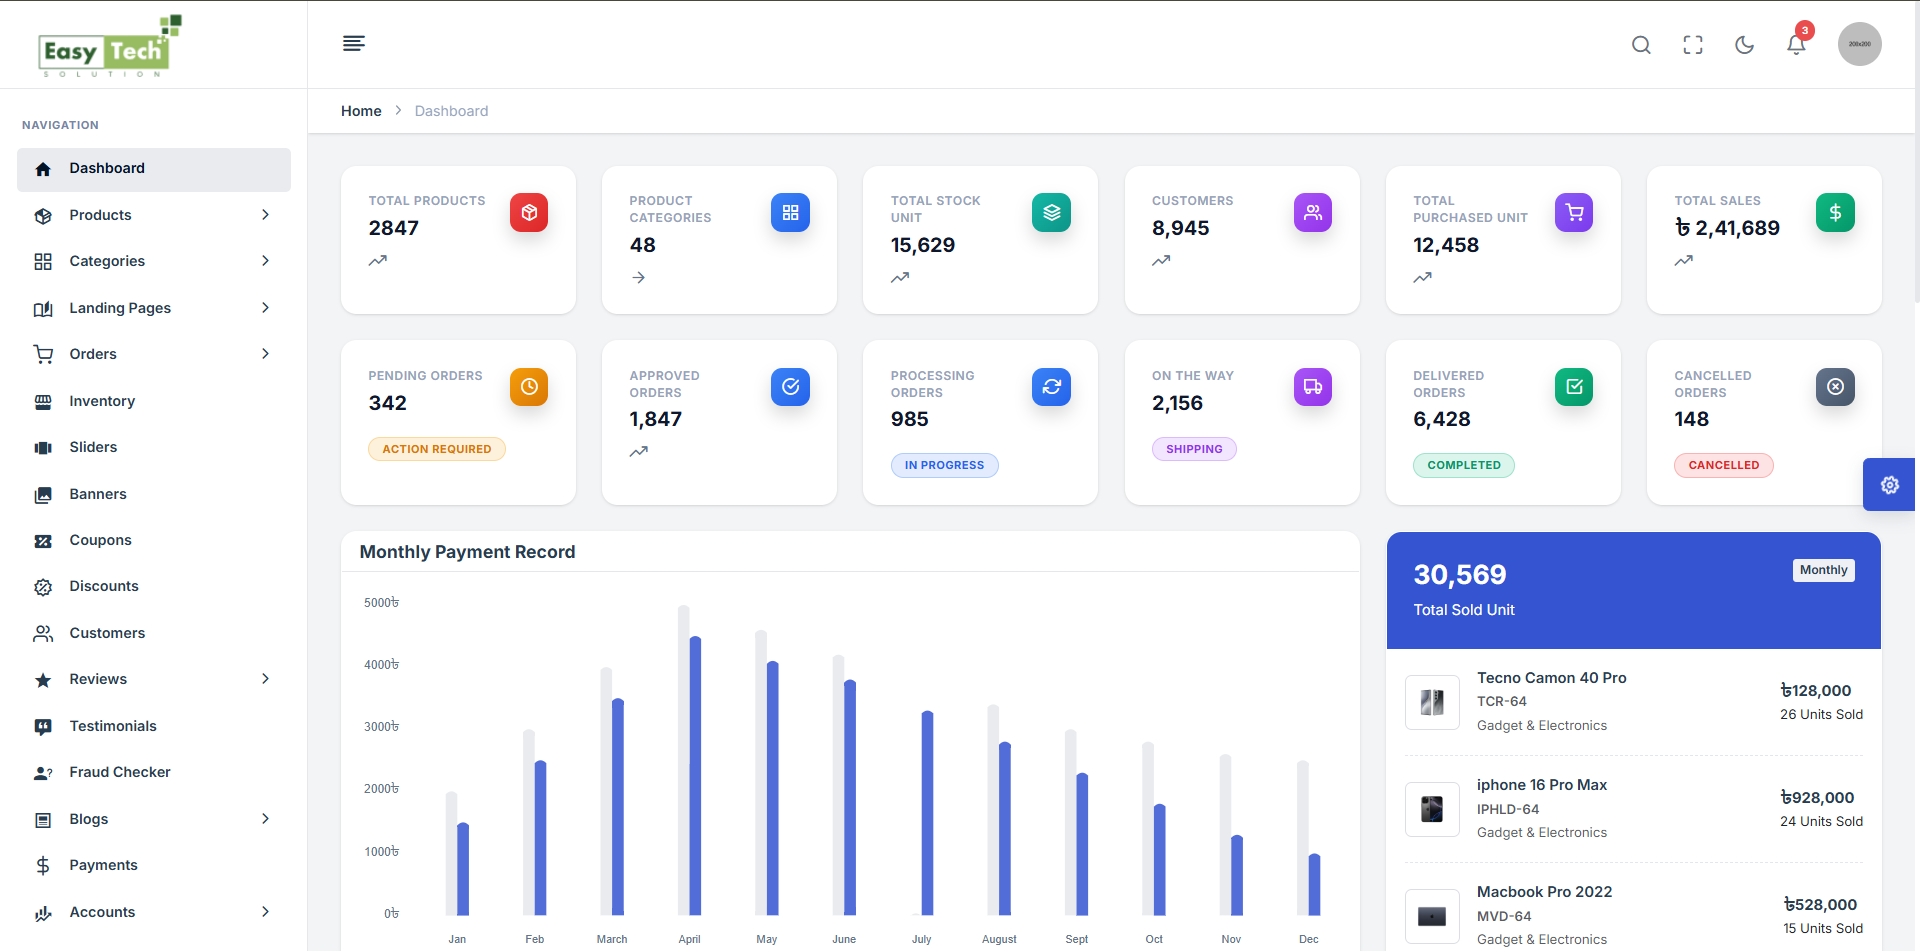 Easy Tech
SOLUTION
3
200x200
Home
Dashboard
NAVIGATION
Dashboard
Products
Categories
Landing Pages
Orders
Inventory
Sliders
Banners
Coupons
Discounts
Customers
Reviews
Testimonials
Fraud Checker
Blogs
Payments
Accounts
TOTAL PRODUCTS
2847
PRODUCT
CATEGORIES
48
TOTAL STOCK
UNIT
15,629
CUSTOMERS
8,945
TOTAL
PURCHASED UNIT
12,458
TOTAL SALES
৳ 2,41,689
PENDING ORDERS
342
ACTION REQUIRED
APPROVED
ORDERS
1,847
PROCESSING
ORDERS
985
IN PROGRESS
ON THE WAY
2,156
SHIPPING
DELIVERED
ORDERS
6,428
COMPLETED
CANCELLED
ORDERS
148
CANCELLED
Monthly Payment Record
5000৳
4000৳
3000৳
2000৳
1000৳
0৳
Jan
Feb
March
April
May
June
July
August
Sept
Oct
Nov
Dec
30,569
Monthly
Total Sold Unit
Tecno Camon 40 Pro
TCR-64
Gadget & Electronics
৳128,000
26 Units Sold
iphone 16 Pro Max
IPHLD-64
Gadget & Electronics
৳928,000
24 Units Sold
Macbook Pro 2022
MVD-64
Gadget & Electronics
৳528,000
15 Units Sold